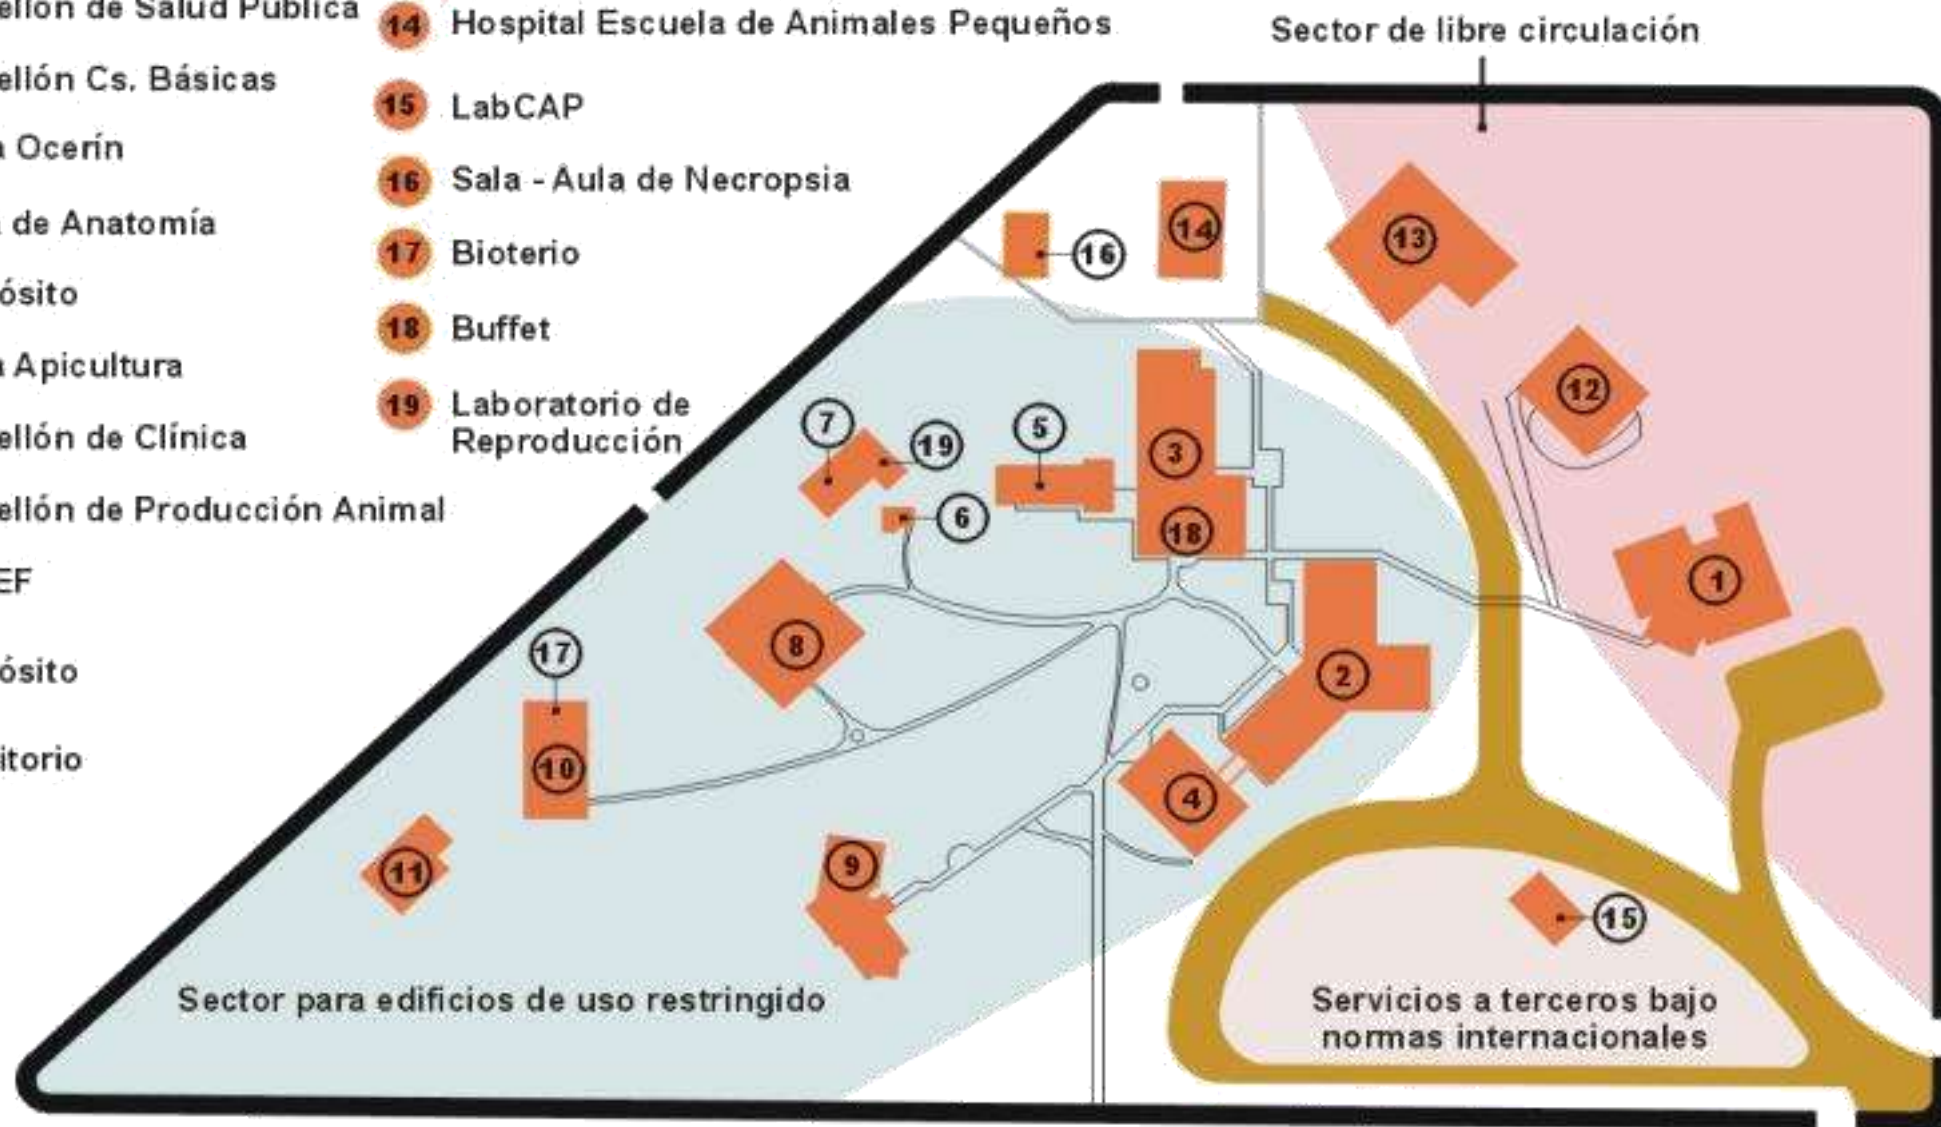 ellón de Salud Pública
ellón Cs. Básicas
a Ocerín
a de Anatomía
ósito
a Apicultura
ellón de Clínica
ellón de Producción Animal
EF
ósito
itorio
14 Hospital Escuela de Animales Pequeños
15 LabCAP
16 Sala - Aula de Necropsia
17 Bioterio
18 Buffet
19 Laboratorio de
Reproducción
Sector de libre circulación
14
13
16
12
7
19
5
3
6
18
1
8
17
2
10
4
11
9
15
Sector para edificios de uso restringido
Servicios a terceros bajo
normas internacionales